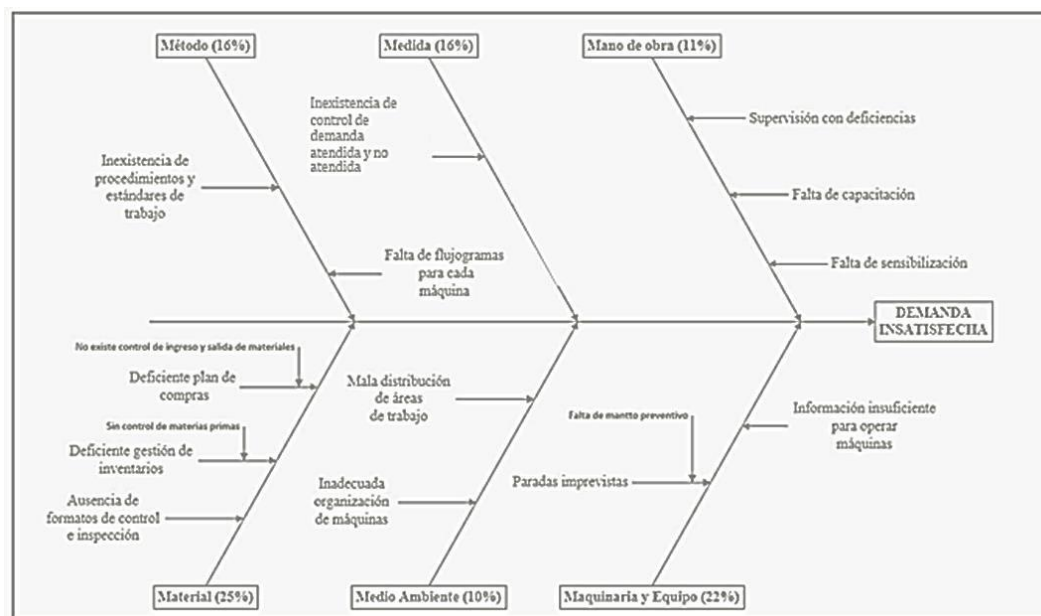 Método (16%)
Medida (16%)
Mano de obra (11%)
Inexistencia de
control de
demanda
atendida y no
atendida
Supervisión con deficiencias
Inexistencia de
procedimientos y
estándares de
trabajo
Falta de capacitación
Falta de flujogramas
para cada
máquina
Falta de sensibilización
DEMANDA
INSATISFECHA
No existe control de ingreso y salida de materiales
Deficiente plan de
compras
Mala distribución
de áreas
de trabajo
Falta de mantto preventivo
Información insuficiente
para operar
máquinas
Sin control de materias primas
Deficiente gestión de
inventarios
Inadecuada
organización
de máquinas
Paradas imprevistas
Ausencia de
formatos de control
e inspección
Material (25%)
Medio Ambiente (10%)
Maquinaria y Equipo (22%)